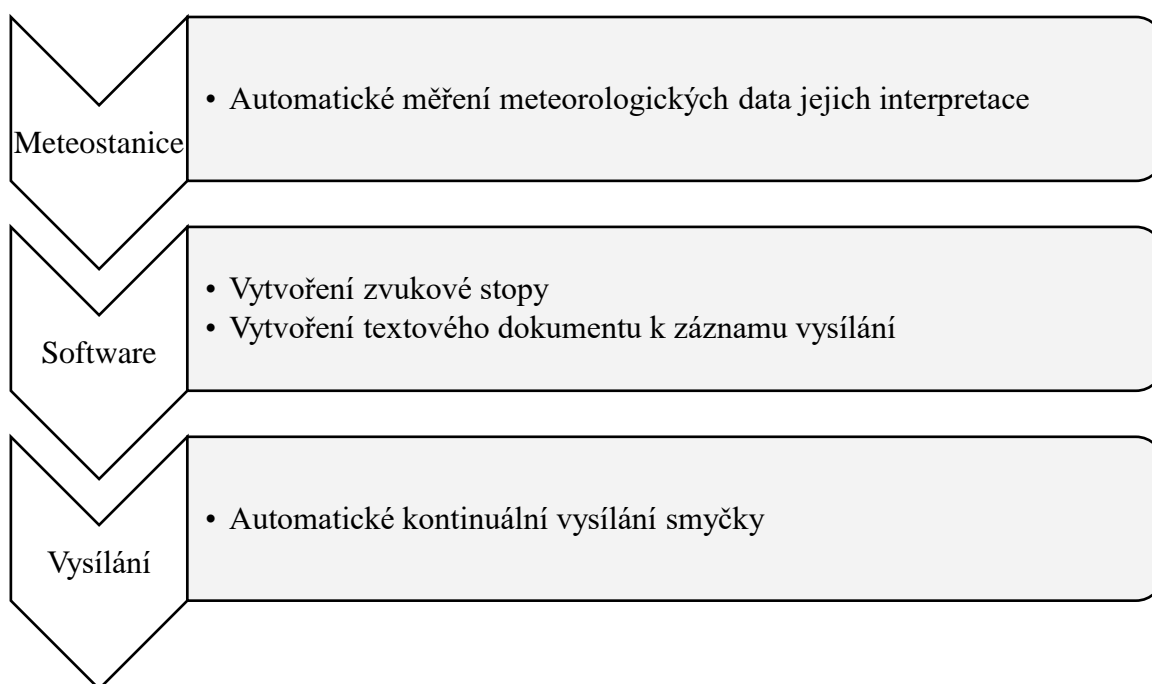 Meteostanice
• Automatické měření meteorologických data jejich interpretace
Software
• Vytvoření zvukové stopy
• Vytvoření textového dokumentu k záznamu vysílání
Vysílání
• Automatické kontinuální vysílání smyčky